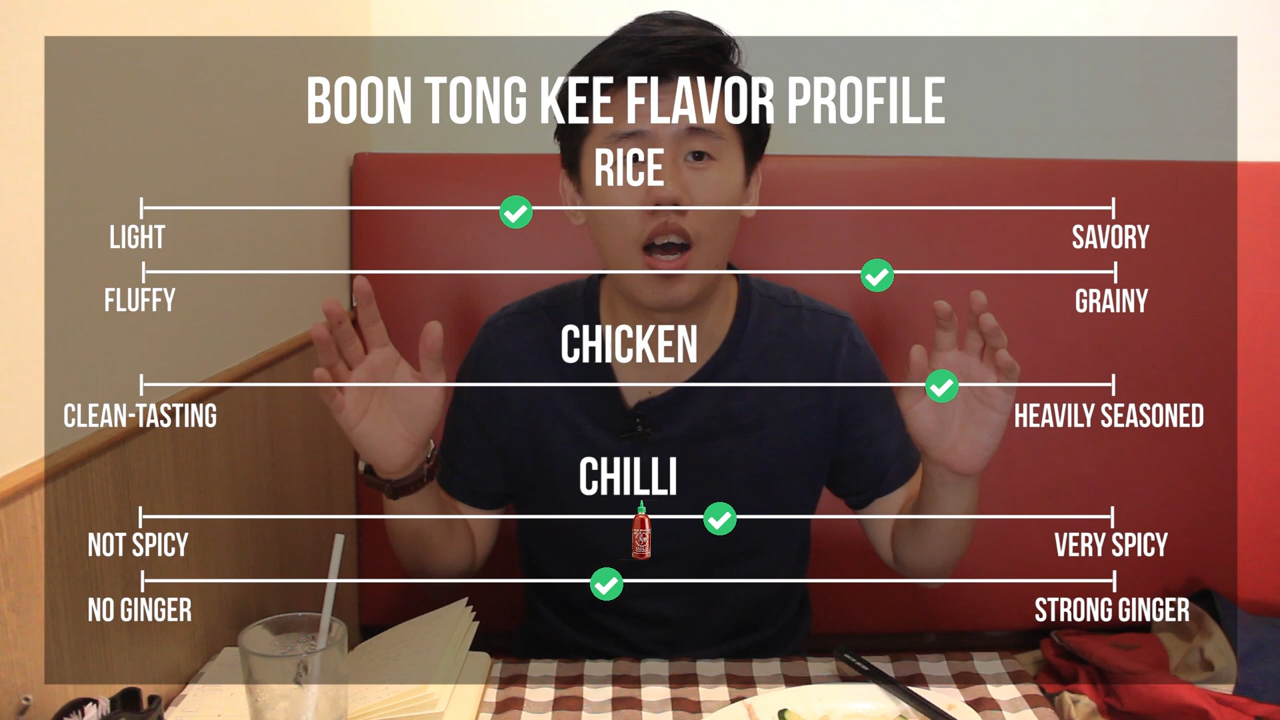 BOON TONG KEE FLAVOR PROFILE
RICE
LIGHT
SAVORY
FLUFFY
GRAINY
CHICKEN
CLEAN-TASTING
HEAVILY SEASONED
CHILLI
NOT SPICY
VERY SPICY
NO GINGER
STRONG GINGER